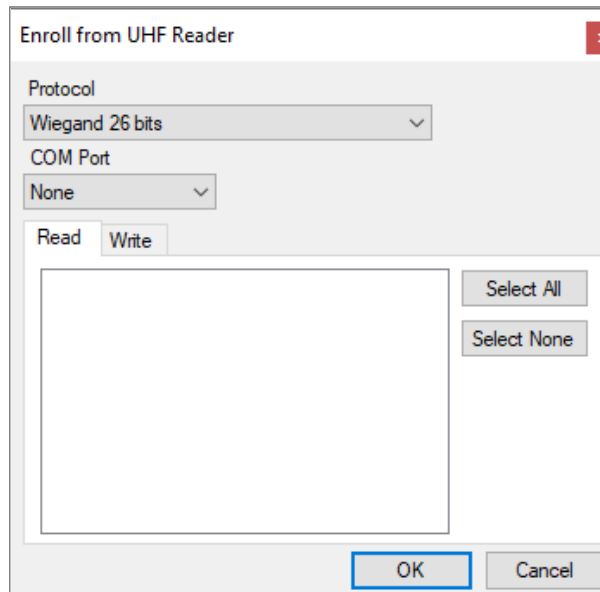 Enroll from UHF Reader
Protocol
Wiegand 26 bits
COM Port
None
Read Write
Select All
Select None
OK Cancel